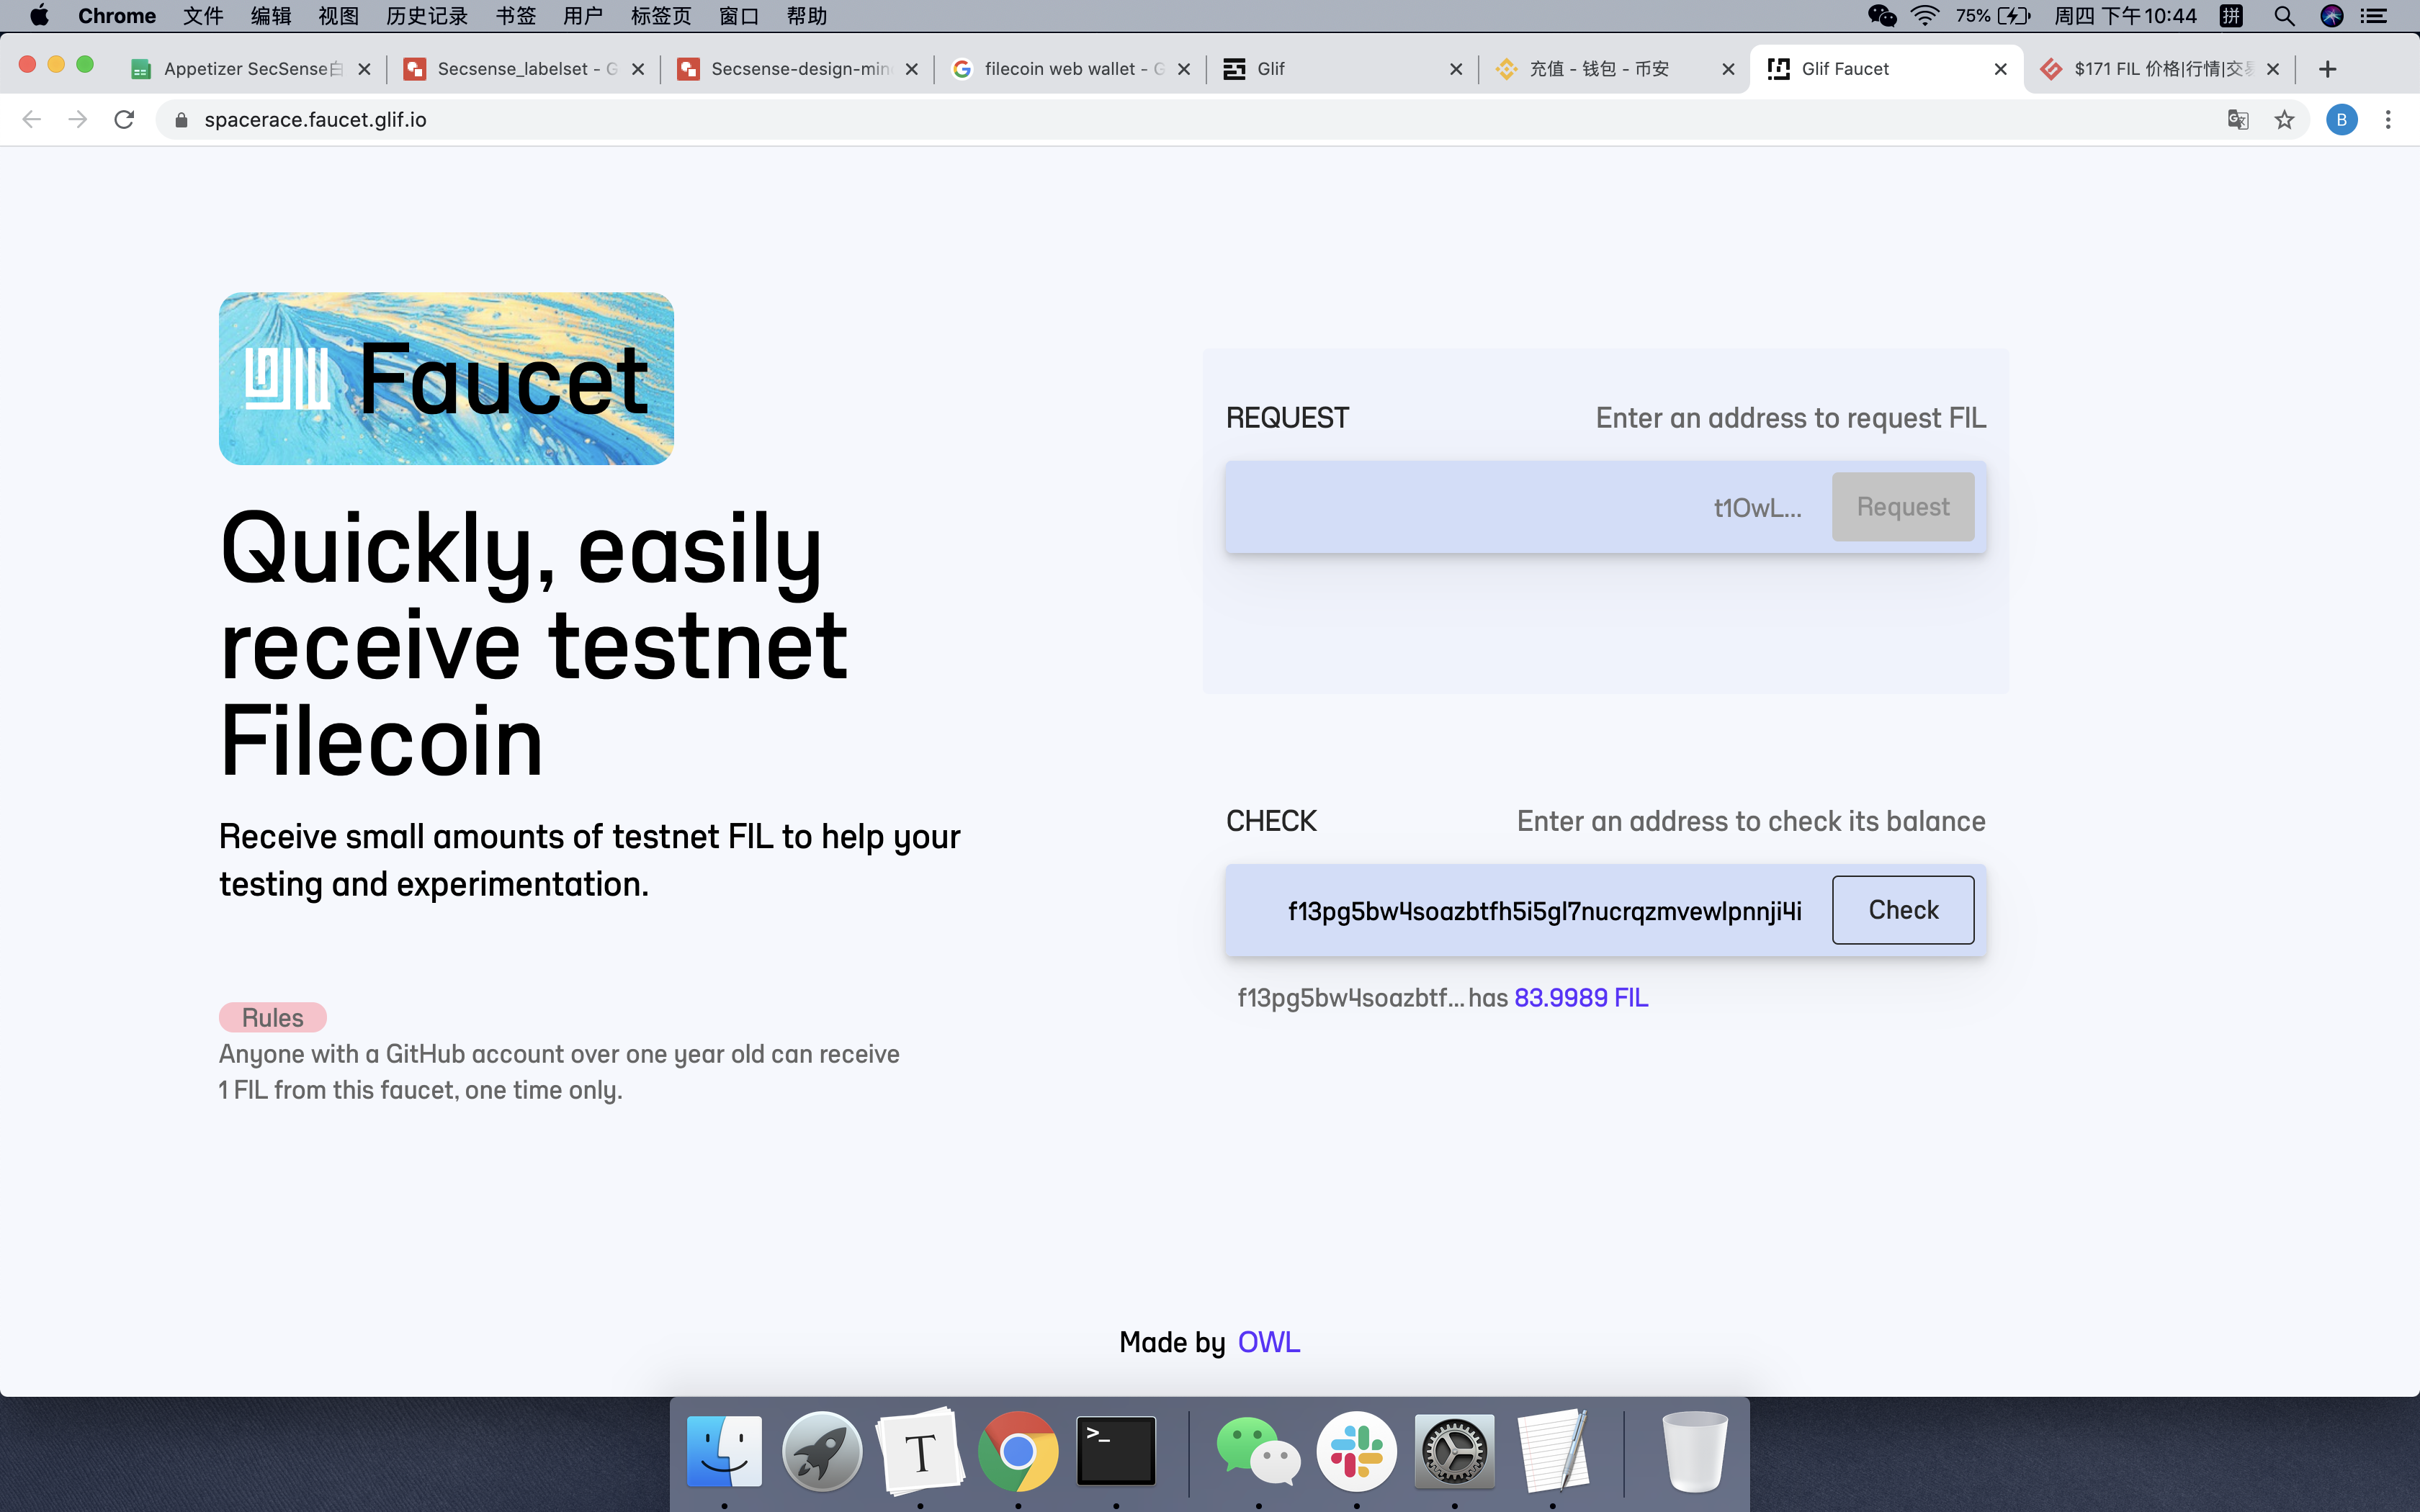 Chrome 文件 编辑 视图 历史记录 书签 用户 标签页 窗口 帮助 75% 周四 下午10:44 拼
Appetizer SecSense白 Secsense_labelset - G Secsense-design-min filecoin web wallet - G Glif 充值 - 钱包 - 币安 Glif Faucet $171 FIL 价格|行情|交易
spacerace.faucet.glif.io B
Faucet
Quickly, easily
receive testnet
Filecoin
Receive small amounts of testnet FIL to help your
testing and experimentation.
Rules
Anyone with a GitHub account over one year old can receive
1 FIL from this faucet, one time only.
REQUEST Enter an address to request FIL
t1OwL... Request
CHECK Enter an address to check its balance
f13pg5bw4soazbtfh5i5gl7nucrqzmvewlpnnji4i Check
f13pg5bw4soazbtf... has 83.9989 FIL
Made by OWL
T >_